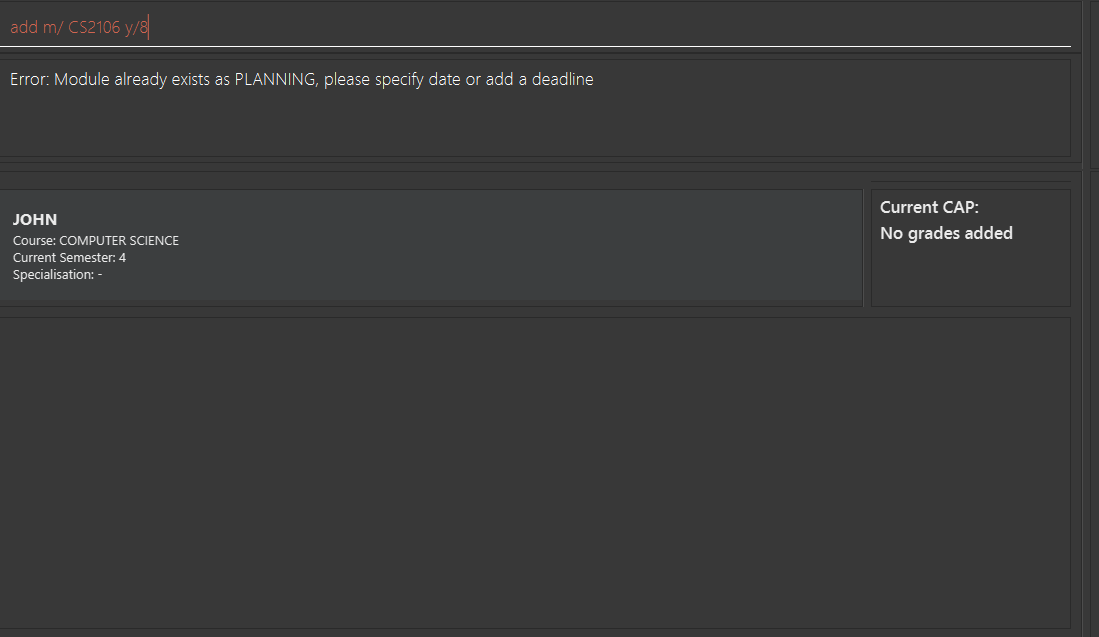 add m/ CS2106 y/8
Error: Module already exists as PLANNING, please specify date or add a deadline
JOHN
Course: COMPUTER SCIENCE
Current Semester: 4
Specialisation: -
Current CAP:
No grades added